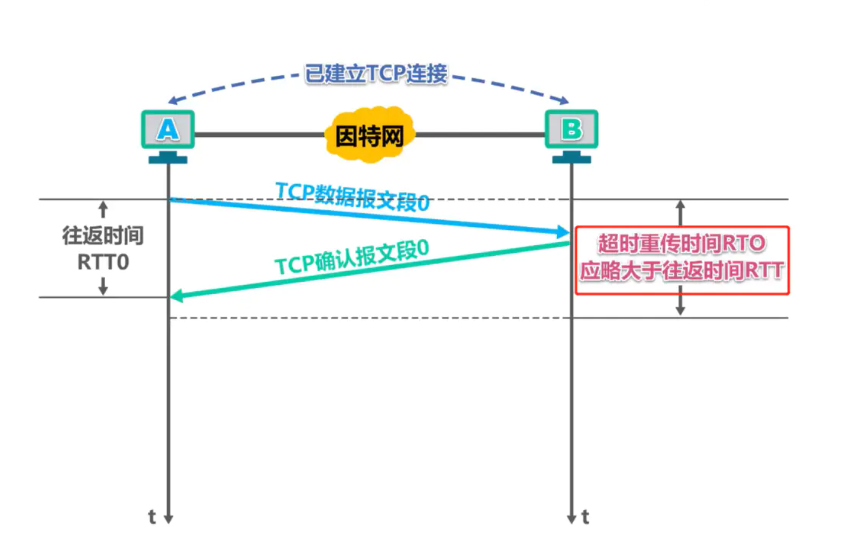 已建立TCP连接
A
B
因特网
TCP数据报文段0
往返时间
RTT0
TCP确认报文段0
超时重传时间RTO
应略大于往返时间RTT
t
t